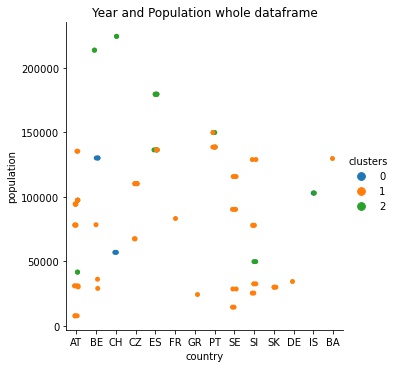 Year and Population whole dataframe
200000
150000
100000
50000
0
population
AT BE CH CZ ES FR GR PT SE SI SK DE IS BA
country
clusters
0
1
2